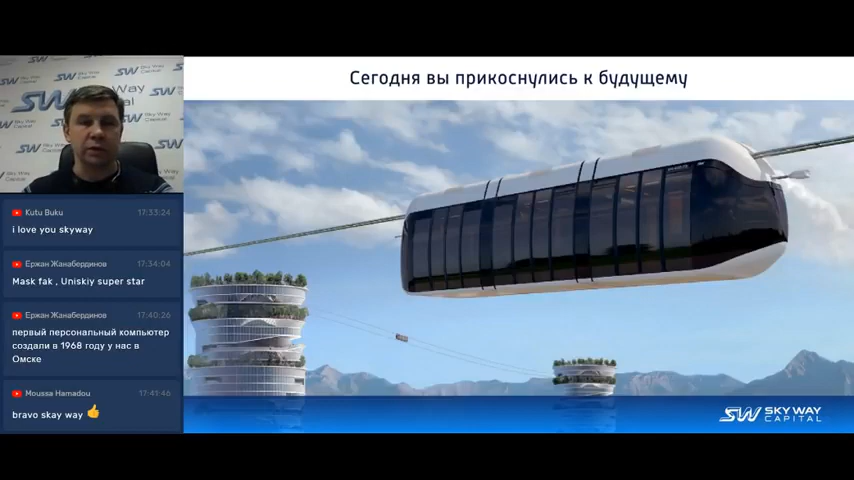 Сегодня вы прикоснулись к будущему
Kutu Buku 17:33:24
i love you skyway
Ержан Жанабердинов 17:34:04
Mask fak , Uniskiy super star
Ержан Жанабердинов 17:40:26
первый персональный компьютер
создали в 1968 году у нас в
Омске
Moussa Hamadou 17:41:46
bravo skay way
SW SKY WAY
CAPITAL